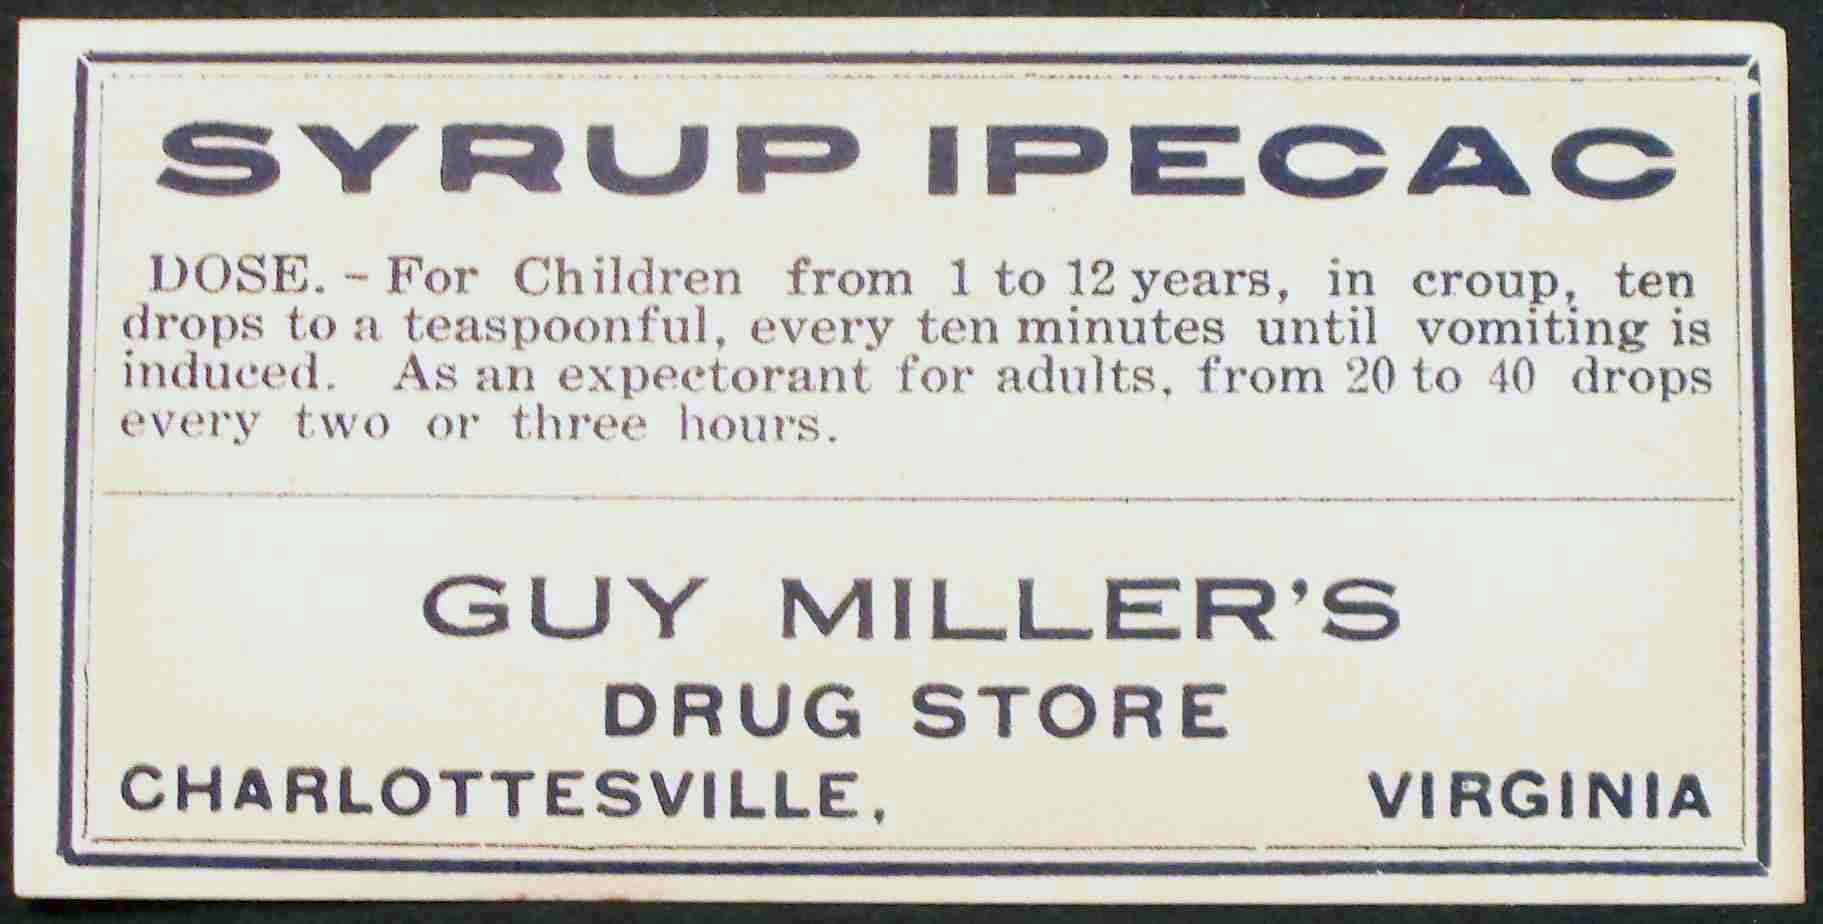 SYRUP IPECAC
DOSE. - For Children from 1 to 12 years, in croup, ten
drops to a teaspoonful, every ten minutes until vomiting is
induced. As an expectorant for adults, from 20 to 40 drops
every two or three hours.
GUY MILLER'S
DRUG STORE
CHARLOTTESVILLE, VIRGINIA